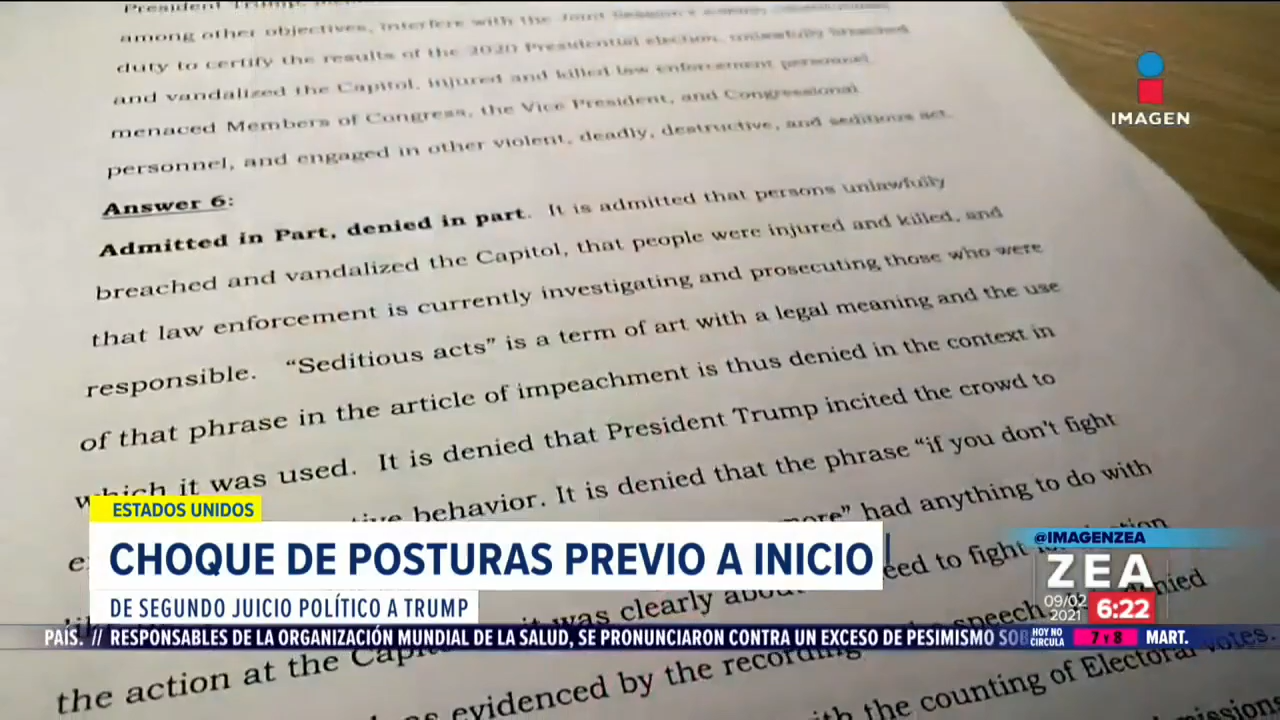 President Trump,
among other objectives, interfere with the Joint Session's
duty to certify the results of the 2020 Presidential election, unlawfully breached
and vandalized the Capitol, injured and killed law enforcement personnel,
menaced Members of Congress, the Vice President, and Congressional
personnel, and engaged in other violent, deadly, destructive, and seditious act.
Answer 6:
Admitted in Part, denied in part. It is admitted that persons unlawfully
breached and vandalized the Capitol, that people were injured and killed, and
that law enforcement is currently investigating and prosecuting those who were
responsible. “Seditious acts” is a term of art with a legal meaning and the use
of that phrase in the article of impeachment is thus denied in the context in
which it was used. It is denied that President Trump incited the crowd to
behavior. It is denied that the phrase “if you don't fight
more” had anything to do with
to fight
was clearly
speech
the action at the
evidenced by the recording
with the counting of Electoral votes.
IMAGEN
ESTADOS UNIDOS
CHOQUE DE POSTURAS PREVIO A INICIO
DE SEGUNDO JUICIO POLÍTICO A TRUMP
@IMAGENZEA
ZEA
09/02
2021
6:22
PAÍS. // RESPONSABLES DE LA ORGANIZACIÓN MUNDIAL DE LA SALUD, SE PRONUNCIARON CONTRA UN EXCESO DE PESIMISMO SOB
HOY NO
CIRCULA
7 y 8
MART.